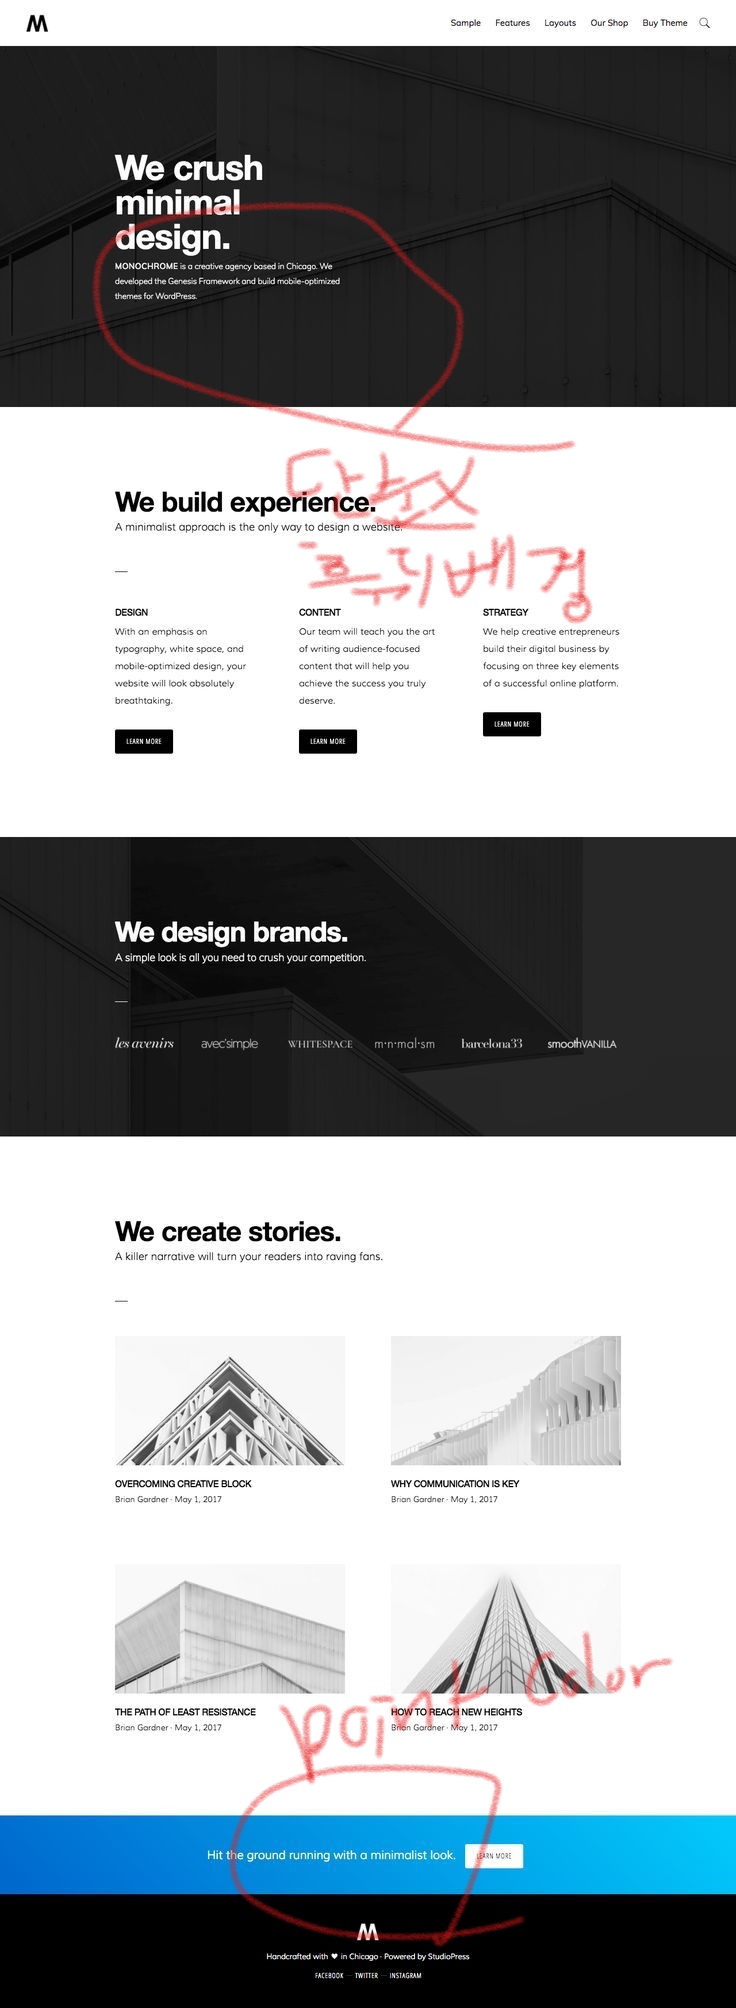 M
Sample Features Layouts Our Shop Buy Theme
We crush
minimal
design.
MONOCHROME is a creative agency based in Chicago. We
developed the Genesis Framework and build mobile-optimized
themes for WordPress.
단순X
We build experience.
A minimalist approach is the only way to design a website.
흑백배경
DESIGN
With an emphasis on
typography, white space, and
mobile-optimized design, your
website will look absolutely
breathtaking.
LEARN MORE
CONTENT
Our team will teach you the art
of writing audience-focused
content that will help you
achieve the success you truly
deserve.
LEARN MORE
STRATEGY
We help creative entrepreneurs
build their digital business by
focusing on three key elements
of a successful online platform.
LEARN MORE
We design brands.
A simple look is all you need to crush your competition.
les avenirs avec'simple WHITESPACE m·n·mal·sm barcelona33 smoothVANILLA
We create stories.
A killer narrative will turn your readers into raving fans.
OVERCOMING CREATIVE BLOCK
Brian Gardner · May 1, 2017
WHY COMMUNICATION IS KEY
Brian Gardner · May 1, 2017
THE PATH OF LEAST RESISTANCE
Brian Gardner · May 1, 2017
HOW TO REACH NEW HEIGHTS
Brian Gardner · May 1, 2017
point color
Hit the ground running with a minimalist look. LEARN MORE
M
Handcrafted with ♥ in Chicago · Powered by StudioPress
FACEBOOK — TWITTER — INSTAGRAM